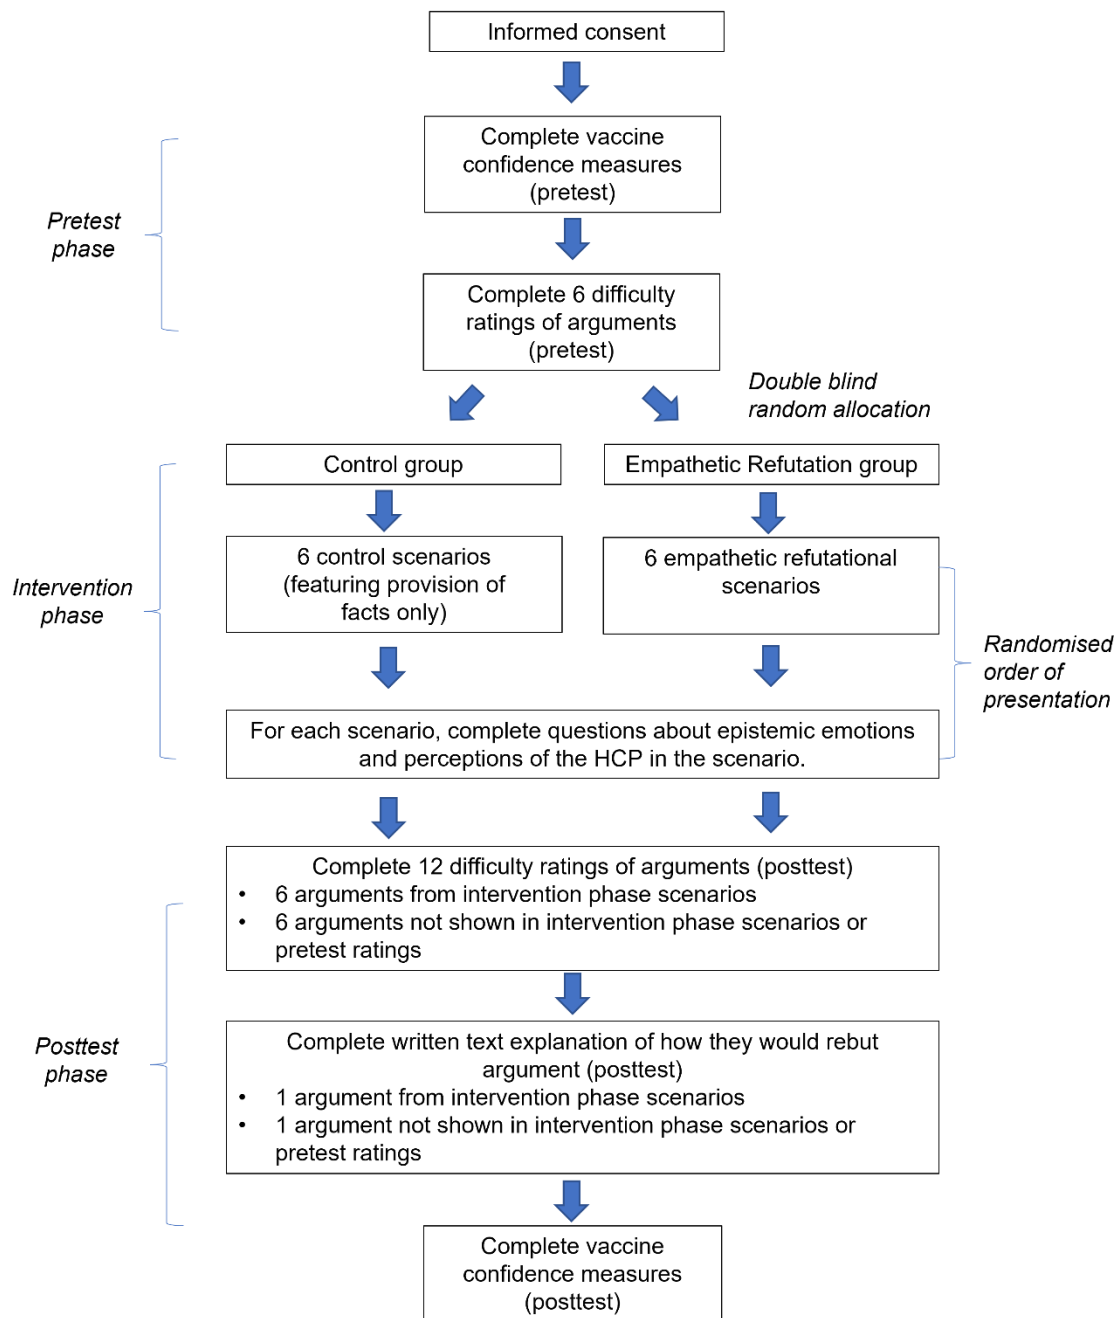 Informed consent
Complete vaccine
confidence measures
(pretest)
Pretest
phase
Complete 6 difficulty
ratings of arguments
(pretest)
Double blind
random allocation
Control group
Empathetic Refutation group
6 control scenarios
(featuring provision of
facts only)
6 empathetic refutational
scenarios
Intervention
phase
Randomised
order of
presentation
For each scenario, complete questions about epistemic emotions
and perceptions of the HCP in the scenario.
Complete 12 difficulty ratings of arguments (posttest)
• 6 arguments from intervention phase scenarios
• 6 arguments not shown in intervention phase scenarios or
pretest ratings
Posttest
phase
Complete written text explanation of how they would rebut
argument (posttest)
• 1 argument from intervention phase scenarios
• 1 argument not shown in intervention phase scenarios or
pretest ratings
Complete vaccine
confidence measures
(posttest)